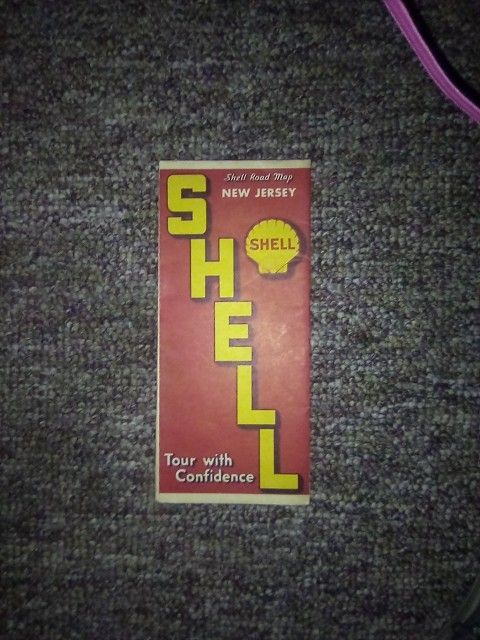 Shell Road Map
NEW JERSEY
SHELL
SHELL
Tour with
Confidence